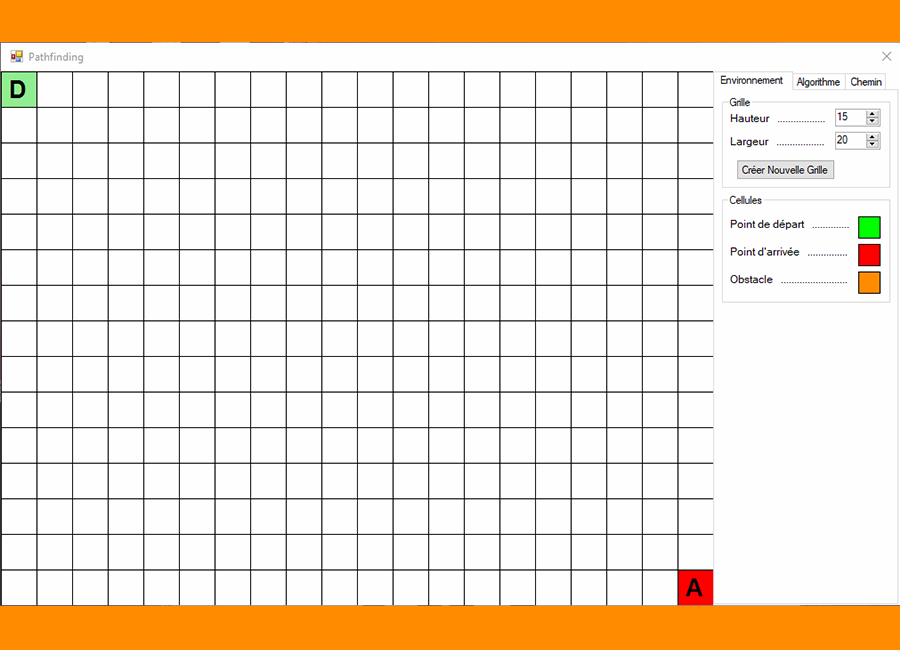 Pathfinding
D
A
Environnement Algorithme Chemin
Grille
Hauteur .................. 15
Largeur .................. 20
Créer Nouvelle Grille
Cellules
Point de départ ..............
Point d'arrivée ...............
Obstacle .........................